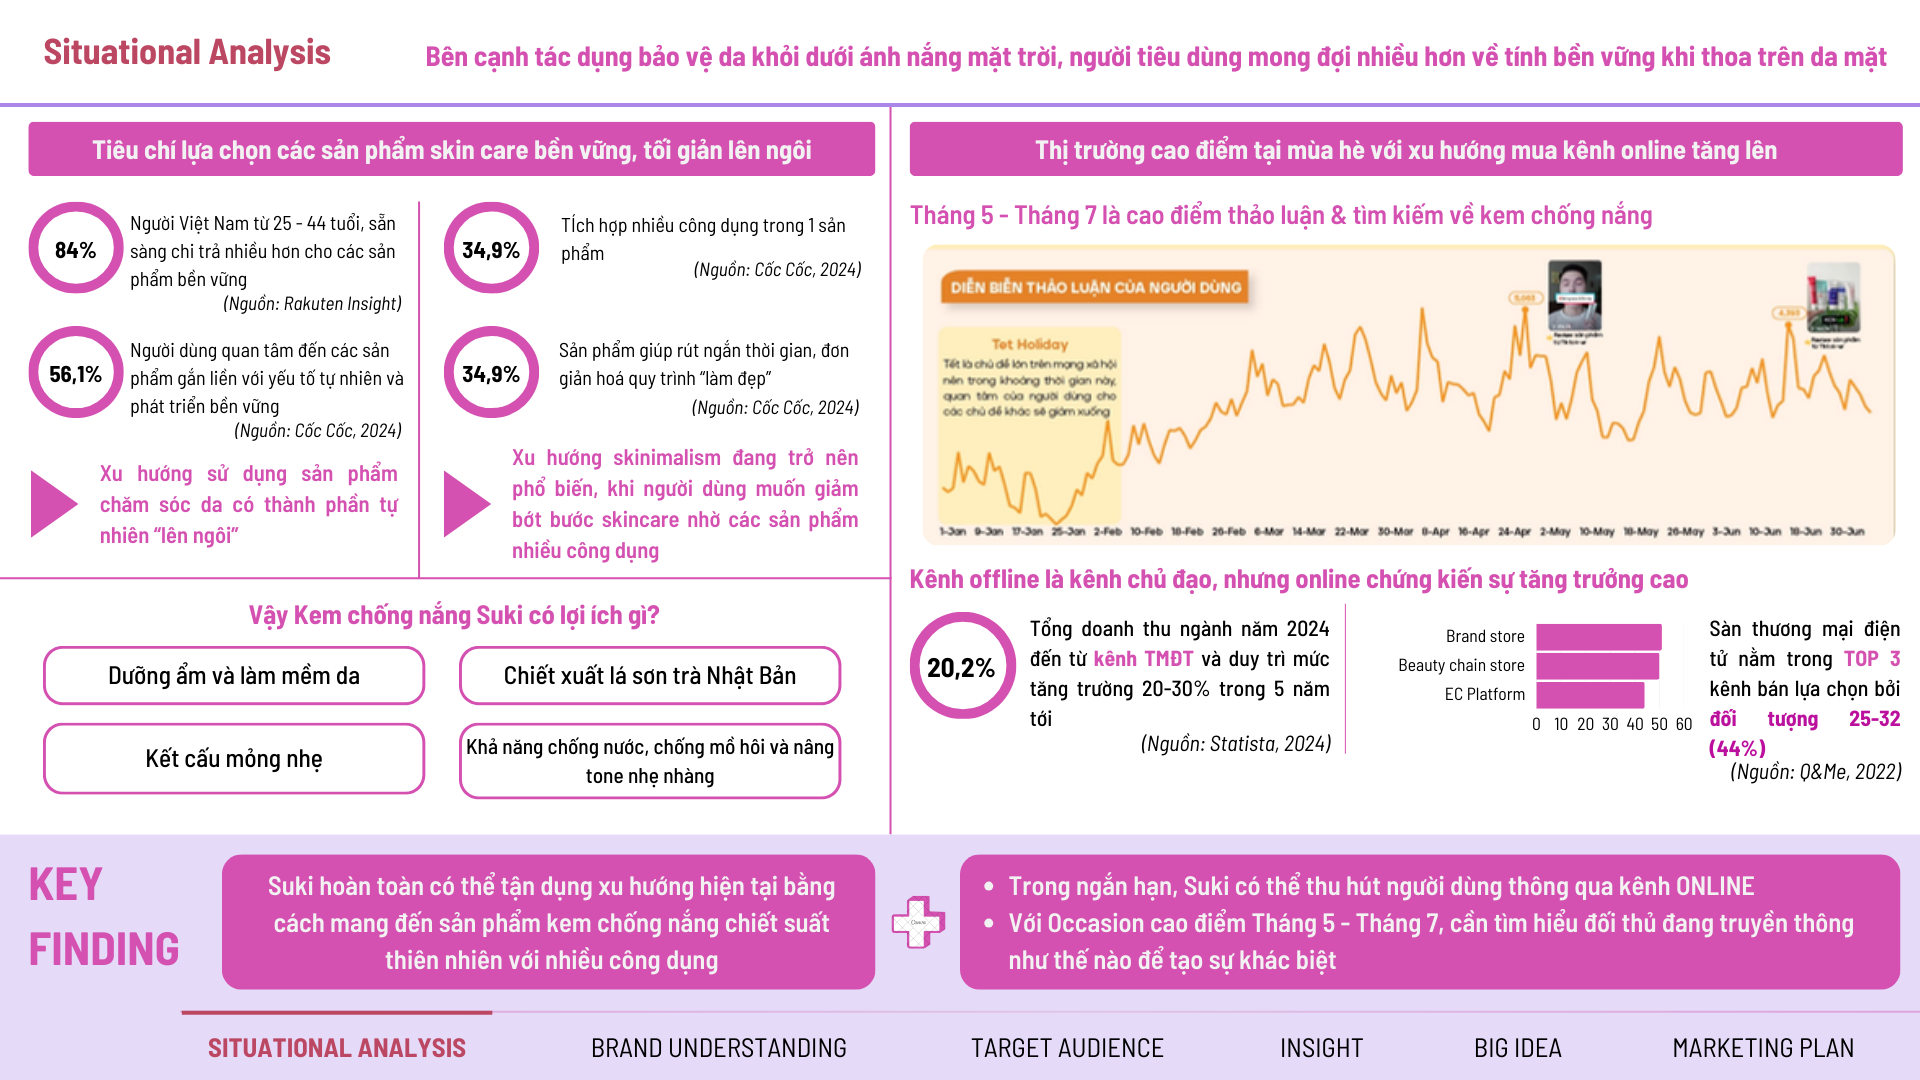 Situational Analysis
Bên cạnh tác dụng bảo vệ da khỏi dưới ánh nắng mặt trời, người tiêu dùng mong đợi nhiều hơn về tính bền vững khi thoa trên da mặt
Tiêu chí lựa chọn các sản phẩm skin care bền vững, tối giản lên ngôi
84%
Người Việt Nam từ 25 - 44 tuổi, sẵn
sàng chi trả nhiều hơn cho các sản
phẩm bền vững
(Nguồn: Rakuten Insight)
56,1%
Người dùng quan tâm đến các sản
phẩm gắn liền với yếu tố tự nhiên và
phát triển bền vững
(Nguồn: Cốc Cốc, 2024)
Xu hướng sử dụng sản phẩm
chăm sóc da có thành phần tự
nhiên “lên ngôi”
34,9%
Tích hợp nhiều công dụng trong 1 sản
phẩm
(Nguồn: Cốc Cốc, 2024)
34,9%
Sản phẩm giúp rút ngắn thời gian, đơn
giản hoá quy trình “làm đẹp”
(Nguồn: Cốc Cốc, 2024)
Xu hướng skinimalism đang trở nên
phổ biến, khi người dùng muốn giảm
bớt bước skincare nhờ các sản phẩm
nhiều công dụng
Vậy Kem chống nắng Suki có lợi ích gì?
Dưỡng ẩm và làm mềm da
Chiết xuất lá sơn trà Nhật Bản
Kết cấu mỏng nhẹ
Khả năng chống nước, chống mồ hôi và nâng
tone nhẹ nhàng
Thị trường cao điểm tại mùa hè với xu hướng mua kênh online tăng lên
Tháng 5 - Tháng 7 là cao điểm thảo luận & tìm kiếm về kem chống nắng
DIỄN BIẾN THẢO LUẬN CỦA NGƯỜI DÙNG
Tet Holiday
Tết là chủ đề lớn trên mạng xã hội
nên trong khoảng thời gian này,
quan tâm của người dùng cho
các chủ đề khác sẽ giảm xuống
1-Jan 9-Jan 17-Jan 25-Jan 2-Feb 10-Feb 18-Feb 26-Feb 6-Mar 14-Mar 22-Mar 30-Mar 8-Apr 16-Apr 24-Apr 2-May 10-May 18-May 26-May 3-Jun 10-Jun 18-Jun 30-Jun
Kênh offline là kênh chủ đạo, nhưng online chứng kiến sự tăng trưởng cao
20,2%
Tổng doanh thu ngành năm 2024
đến từ kênh TMĐT và duy trì mức
tăng trường 20-30% trong 5 năm
tới
(Nguồn: Statista, 2024)
Brand store
Beauty chain store
EC Platform
0 10 20 30 40 50 60
Sàn thương mại điện
tử nằm trong TOP 3
kênh bán lựa chọn bởi
đối tượng 25-32
(44%)
(Nguồn: Q&Me, 2022)
KEY
FINDING
Suki hoàn toàn có thể tận dụng xu hướng hiện tại bằng
cách mang đến sản phẩm kem chống nắng chiết suất
thiên nhiên với nhiều công dụng
Trong ngắn hạn, Suki có thể thu hút người dùng thông qua kênh ONLINE
Với Occasion cao điểm Tháng 5 - Tháng 7, cần tìm hiểu đối thủ đang truyền thông
như thế nào để tạo sự khác biệt
SITUATIONAL ANALYSIS
BRAND UNDERSTANDING
TARGET AUDIENCE
INSIGHT
BIG IDEA
MARKETING PLAN